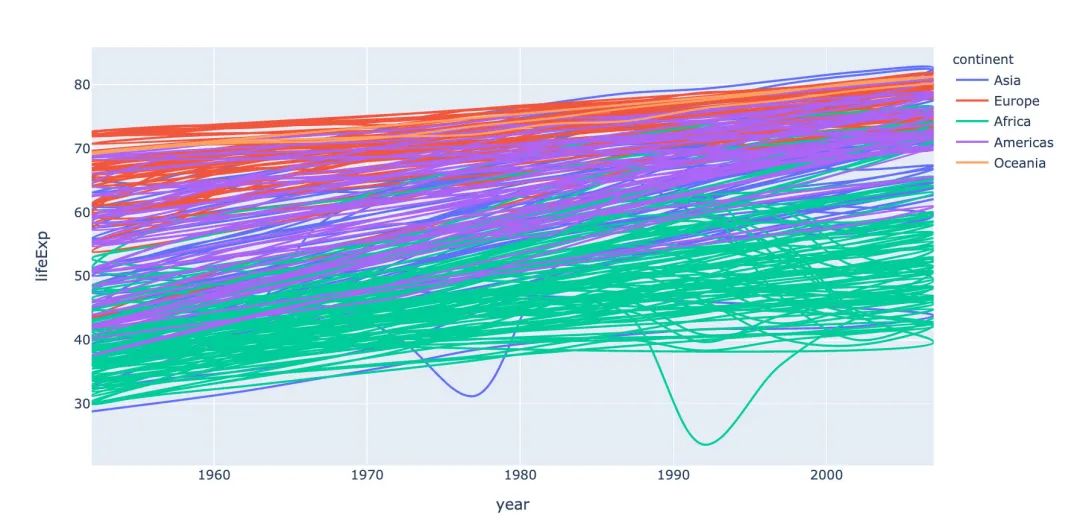 continent
Asia
Europe
Africa
Americas
Oceania
80
70
60
50
40
30
lifeExp
1960 1970 1980 1990 2000
year